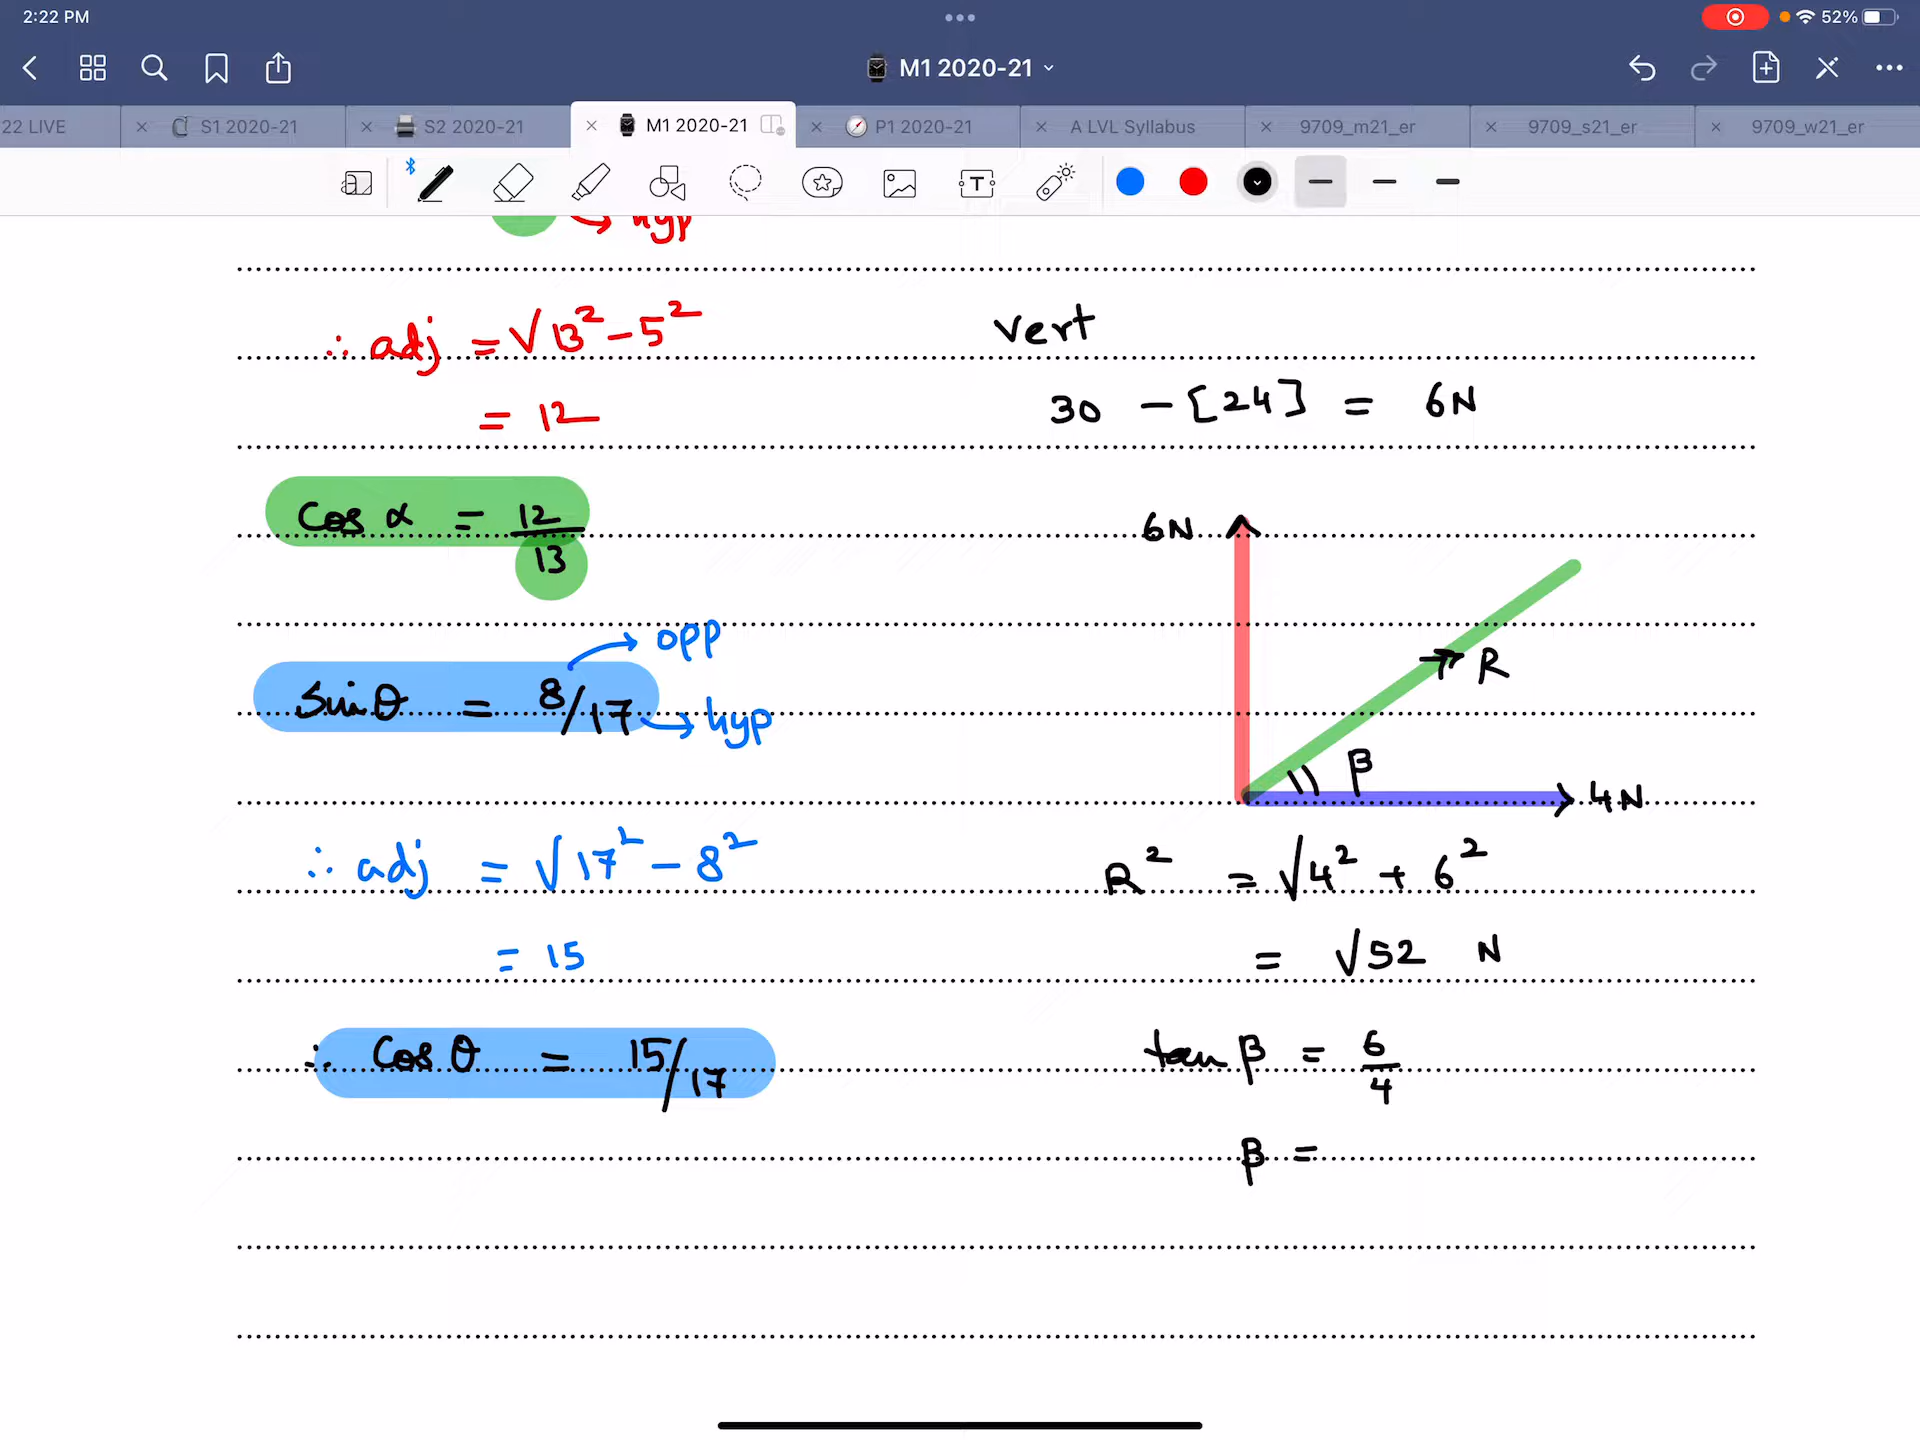 2:22 PM
52%
M1 2020-21
22 LIVE
S1 2020-21
S2 2020-21
M1 2020-21
P1 2020-21
A LVL Syllabus
9709_m21_er
9709_s21_er
9709_w21_er
→ hyp
∴ adj = √13² - 5²
= 12
cos α = 12/13
sin θ = 8/17
→ opp
→ hyp
∴ adj = √17² - 8²
= 15
∴ cos θ = 15/17
vert
30 - [24] = 6N
6N
R
β
4N
R² = √4² + 6²
= √52 N
tan β = 6/4
β =